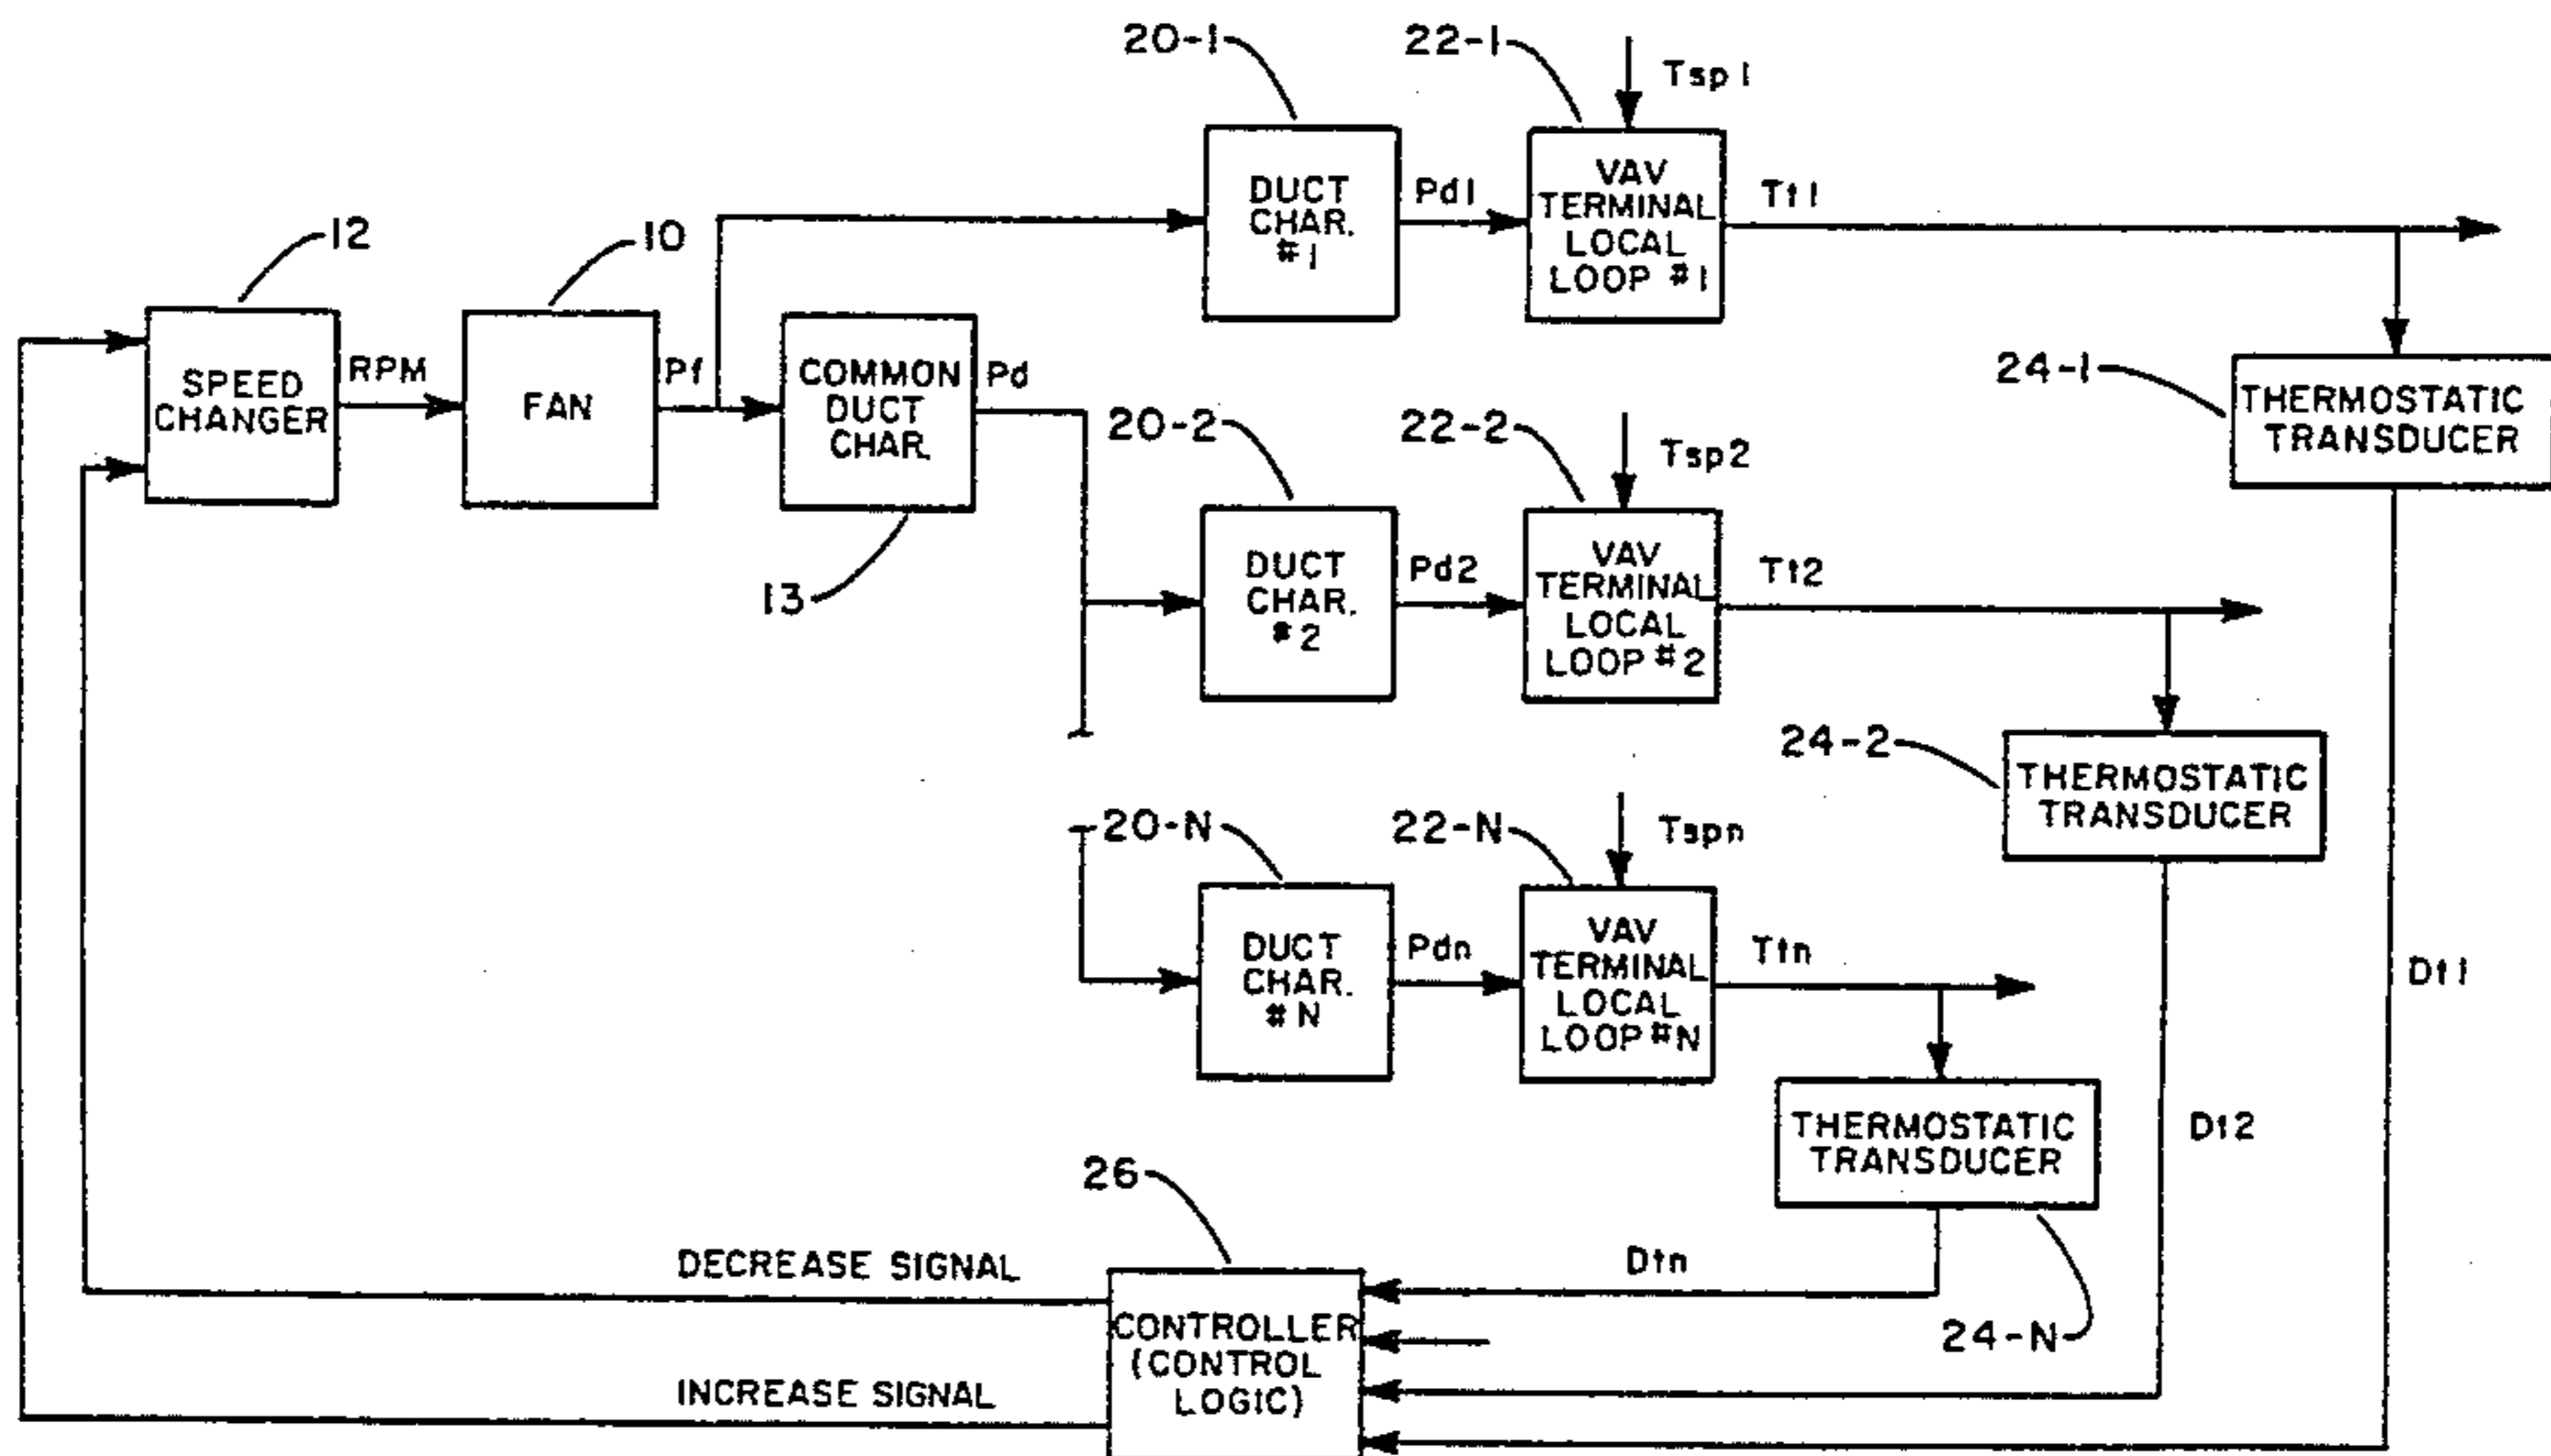 20-1
22-1
Tsp1
DUCT
CHAR.
#1
Pd1
VAV
TERMINAL
LOCAL
LOOP #1
Tt1
12
10
SPEED
CHANGER
RPM
FAN
Pf
COMMON
DUCT
CHAR.
Pd
13
24-1
THERMOSTATIC
TRANSDUCER
20-2
22-2
Tsp2
DUCT
CHAR.
#2
Pd2
VAV
TERMINAL
LOCAL
LOOP #2
Tt2
24-2
THERMOSTATIC
TRANSDUCER
20-N
22-N
Tspn
DUCT
CHAR.
#N
Pdn
VAV
TERMINAL
LOCAL
LOOP #N
Ttn
Dt1
THERMOSTATIC
TRANSDUCER
Dt2
24-N
26
DECREASE SIGNAL
Dtn
CONTROLLER
(CONTROL
LOGIC)
INCREASE SIGNAL